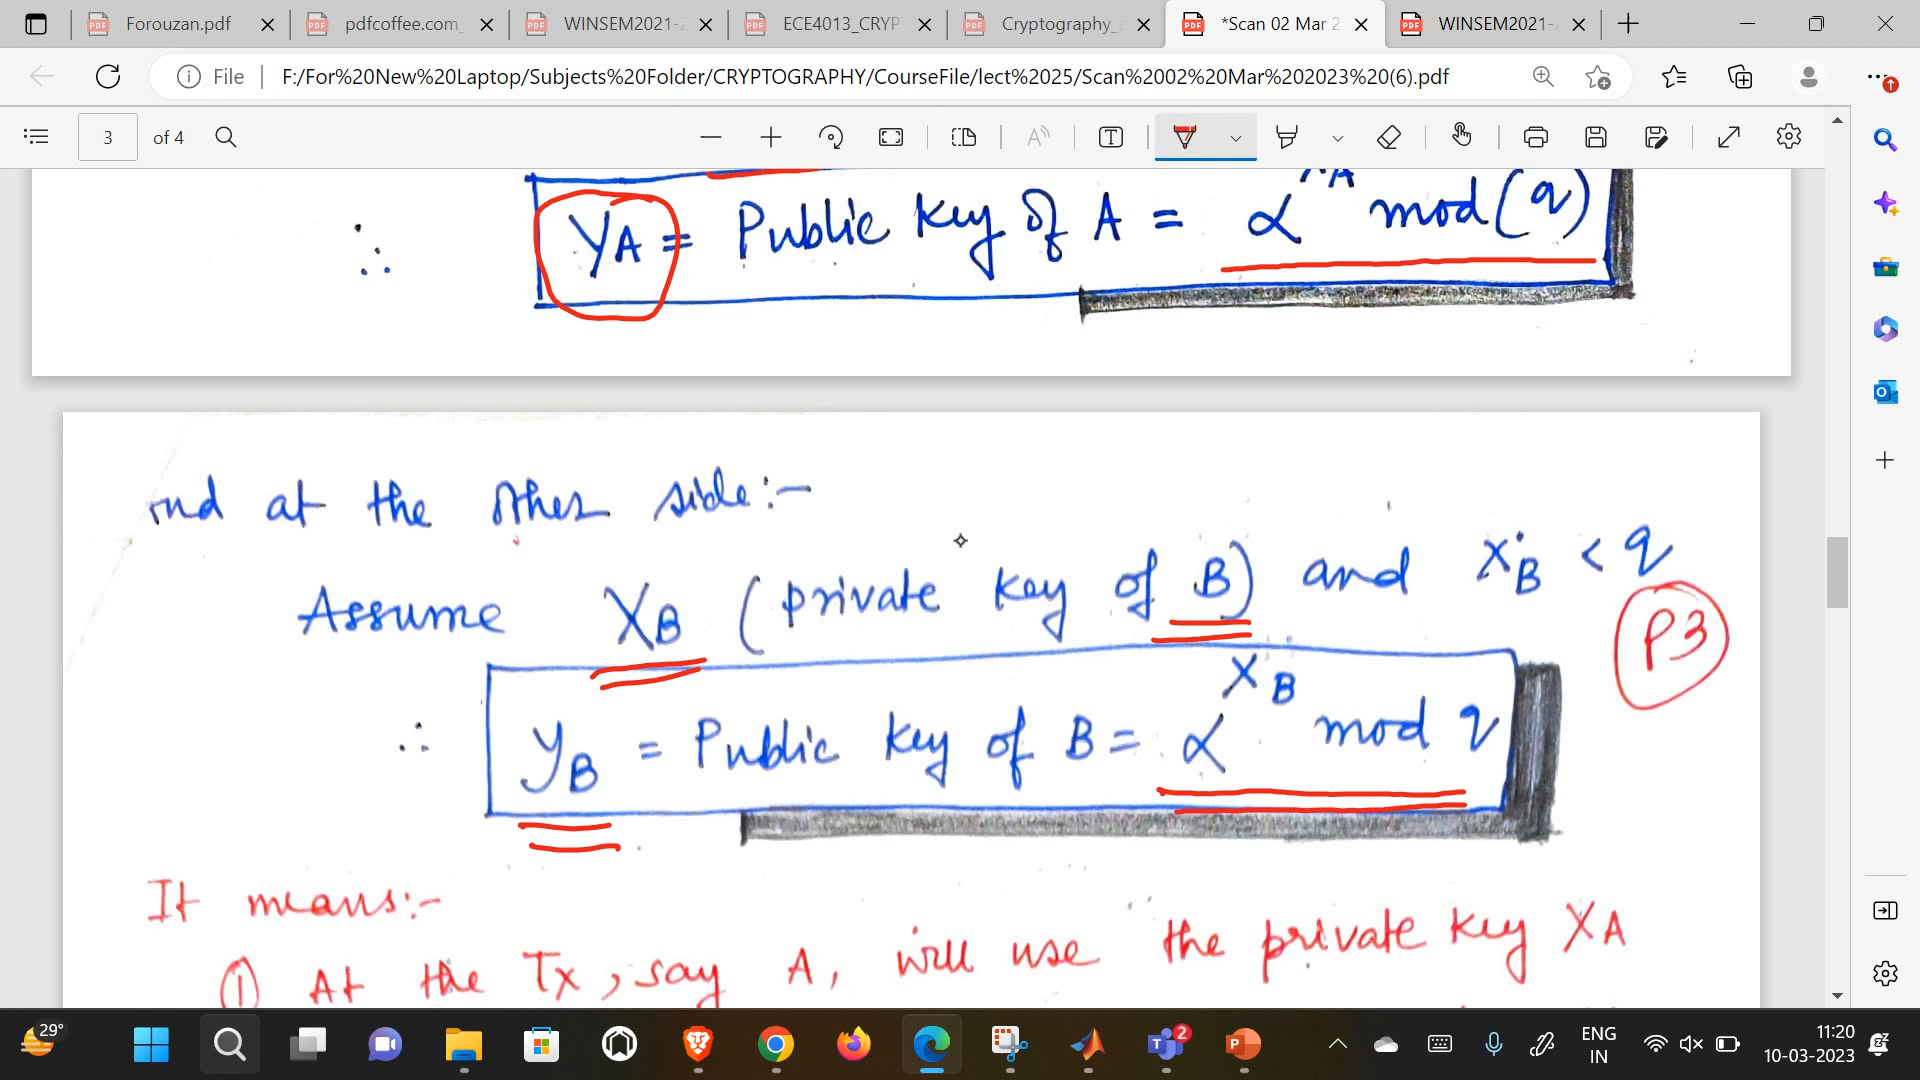 Forouzan.pdf
pdfcoffee.com_
WINSEM2021-
ECE4013_CRYP
Cryptography_
*Scan 02 Mar 2
WINSEM2021-
File
F:/For%20New%20Laptop/Subjects%20Folder/CRYPTOGRAPHY/CourseFile/lect%2025/Scan%2002%20Mar%202023%20(6).pdf
3 of 4
∴ YA = Public Key of A = α^XA mod(q)
and at the other side:-
Assume XB (private key of B) and XB < q
P3
∴ YB = Public Key of B = α^XB mod q
It means:-
① At the Tx, say A, will use the private key XA
29°
2
ENG
IN
11:20
10-03-2023